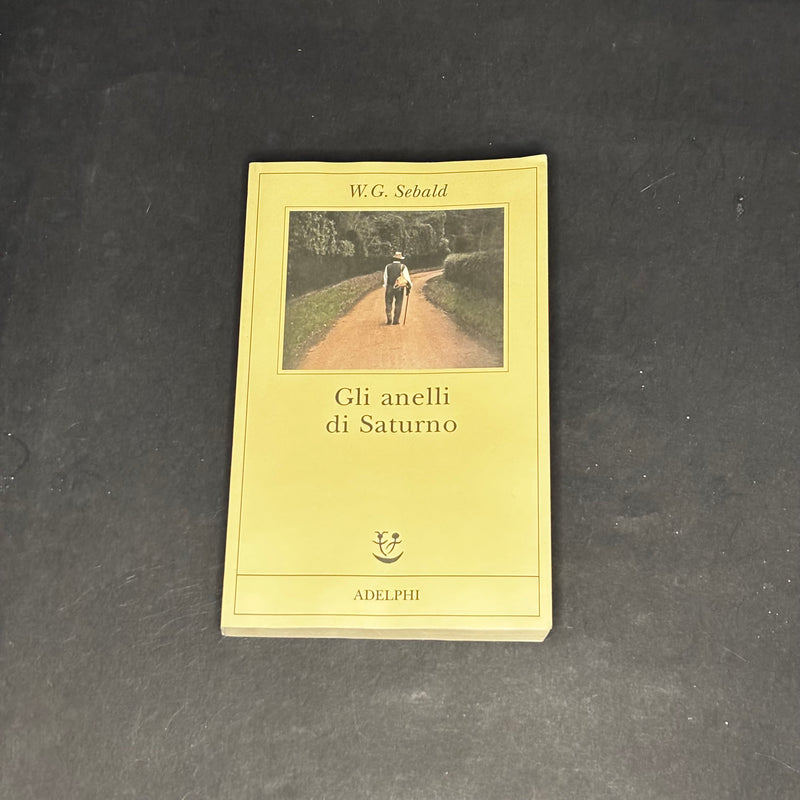 W.G. Sebald
Gli anelli
di Saturno
ADELPHI